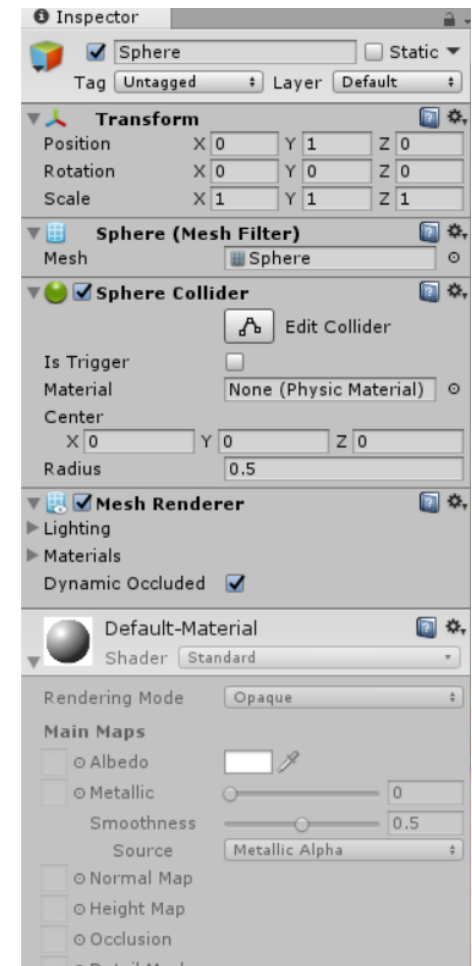 Inspector
Sphere Static
Tag Untagged Layer Default
Transform
Position X 0 Y 1 Z 0
Rotation X 0 Y 0 Z 0
Scale X 1 Y 1 Z 1
Sphere (Mesh Filter)
Mesh Sphere
Sphere Collider
Edit Collider
Is Trigger
Material None (Physic Material)
Center
X 0 Y 0 Z 0
Radius 0.5
Mesh Renderer
Lighting
Materials
Dynamic Occluded
Default-Material
Shader Standard
Rendering Mode Opaque
Main Maps
Albedo
Metallic 0
Smoothness 0.5
Source Metallic Alpha
Normal Map
Height Map
Occlusion